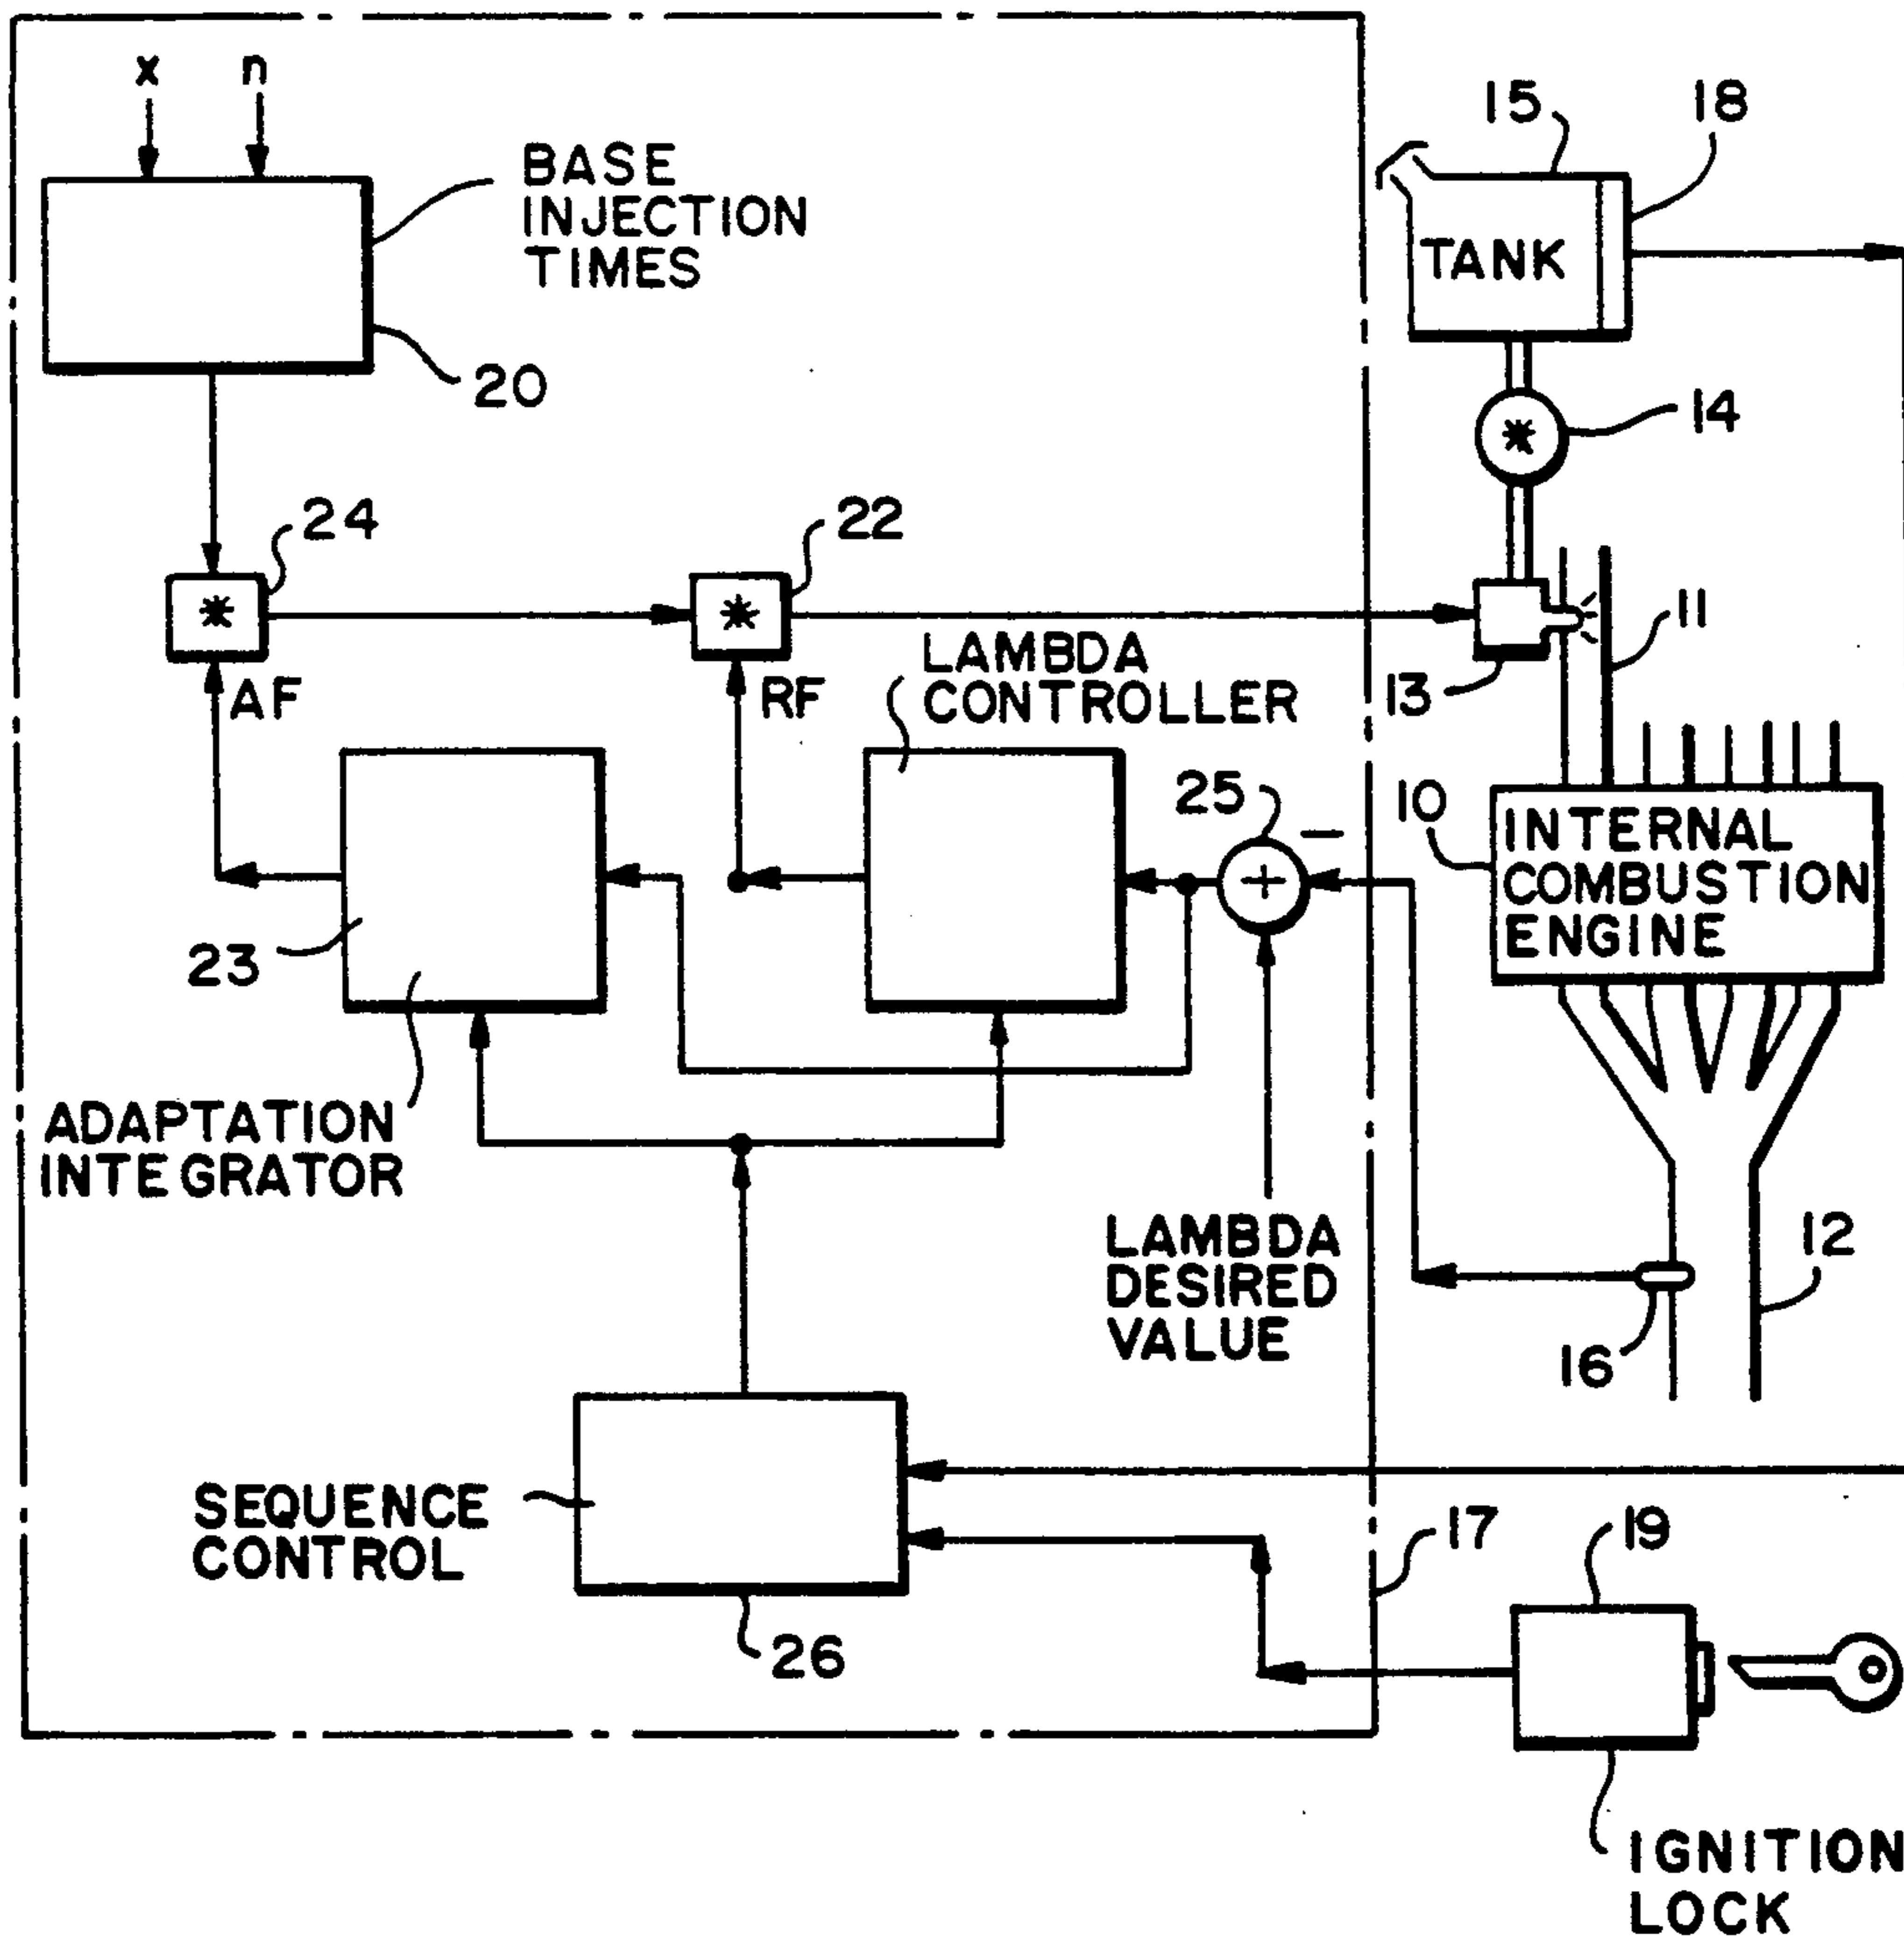 x n
BASE
INJECTION
TIMES
20
15
18
TANK
14
24
22
*
*
*
11
13
AF
RF
LAMBDA
CONTROLLER
25
−
+
10
INTERNAL
COMBUSTION
ENGINE
23
ADAPTATION
INTEGRATOR
LAMBDA
DESIRED
VALUE
12
16
SEQUENCE
CONTROL
26
17
19
IGNITION
LOCK